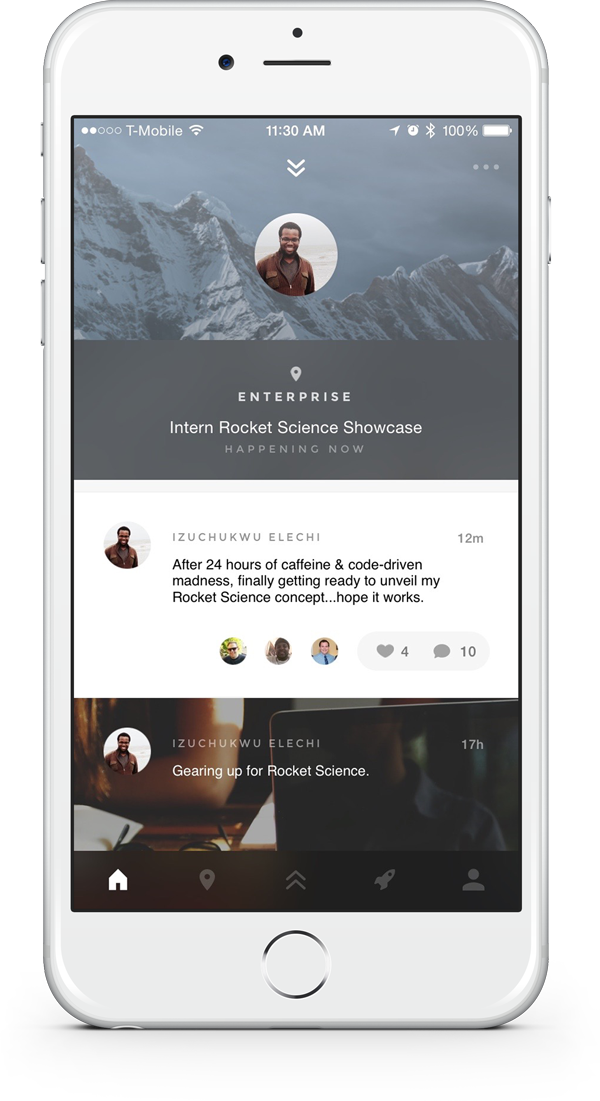 T-Mobile 11:30 AM 100%
ENTERPRISE
Intern Rocket Science Showcase
HAPPENING NOW
IZUCHUKWU ELECHI 12m
After 24 hours of caffeine & code-driven
madness, finally getting ready to unveil my
Rocket Science concept...hope it works.
4 10
IZUCHUKWU ELECHI 17h
Gearing up for Rocket Science.